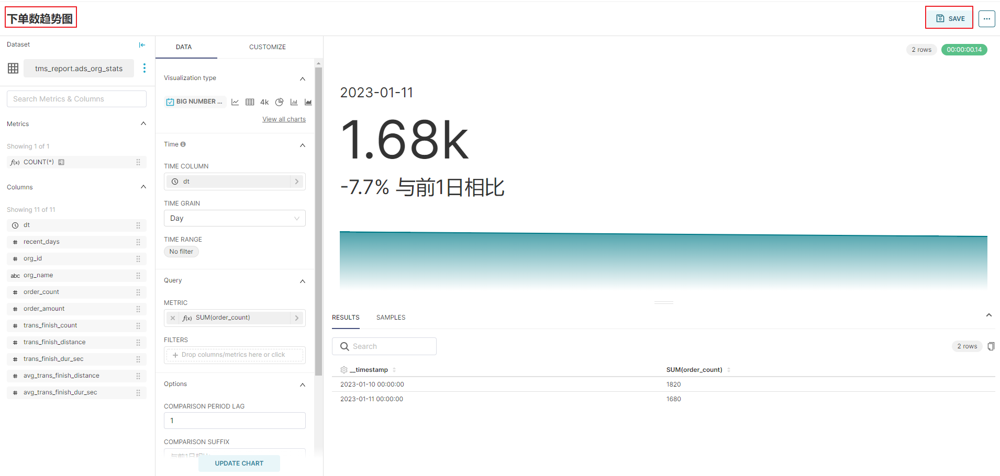 下单数趋势图
SAVE
...
Dataset
tms_report.ads_org_stats
Search Metrics & Columns
Metrics
Showing 1 of 1
f(x) COUNT(*)
Columns
Showing 11 of 11
dt
# recent_days
# org_id
abc org_name
# order_count
# order_amount
# trans_finish_count
# trans_finish_distance
# trans_finish_dur_sec
# avg_trans_finish_distance
# avg_trans_finish_dur_sec
DATA
CUSTOMIZE
Visualization type
BIG NUMBER ...
4k
View all charts
Time
TIME COLUMN
dt
TIME GRAIN
Day
TIME RANGE
No filter
Query
METRIC
f(x) SUM(order_count)
FILTERS
+ Drop columns/metrics here or click
Options
COMPARISON PERIOD LAG
1
COMPARISON SUFFIX
与前1日相比
UPDATE CHART
2 rows
00:00:00.14
2023-01-11
1.68k
-7.7% 与前1日相比
RESULTS
SAMPLES
Search
2 rows
__timestamp
SUM(order_count)
2023-01-10 00:00:00
1820
2023-01-11 00:00:00
1680